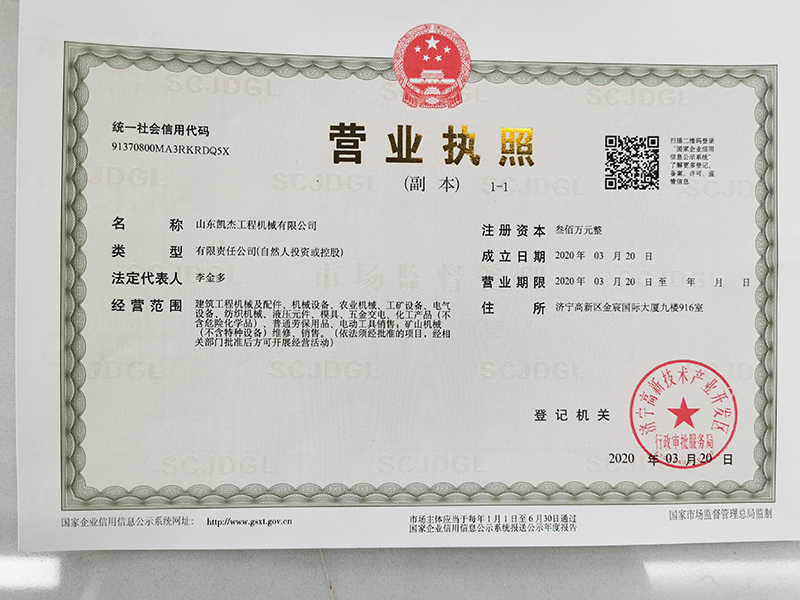 统一社会信用代码
91370800MA3RKRDQ5X
营业执照
(副 本) 1-1
扫描二维码登录
"国家企业信用
信息公示系统"
了解更多登记、
备案、许可、监
管信息
名 称 山东凯杰工程机械有限公司
类 型 有限责任公司(自然人投资或控股)
法定代表人 李金多
经营范围 建筑工程机械及配件、机械设备、农业机械、工矿设备、电气
设备、纺织机械、液压元件、模具、五金交电、化工产品（不
含危险化学品）、普通劳保用品、电动工具销售；矿山机械
（不含特种设备）维修、销售。（依法须经批准的项目，经相
关部门批准后方可开展经营活动）
注册资本 叁佰万元整
成立日期 2020 年 03 月 20 日
营业期限 2020 年 03 月 20 日 至 年 月 日
住 所 济宁高新区金宸国际大厦九楼916室
登记机关
济宁高新技术产业开发区
行政审批服务局
2020 年 03 月 20 日
国家企业信用信息公示系统网址： http://www.gsxt.gov.cn
市场主体应当于每年1月1日至6月30日通过
国家企业信用信息公示系统报送公示年度报告
国家市场监督管理总局监制
SCJDGL
市场监督管理